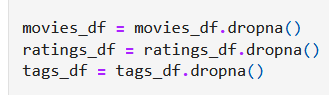 movies_df = movies_df.dropna()
ratings_df = ratings_df.dropna()
tags_df = tags_df.dropna()